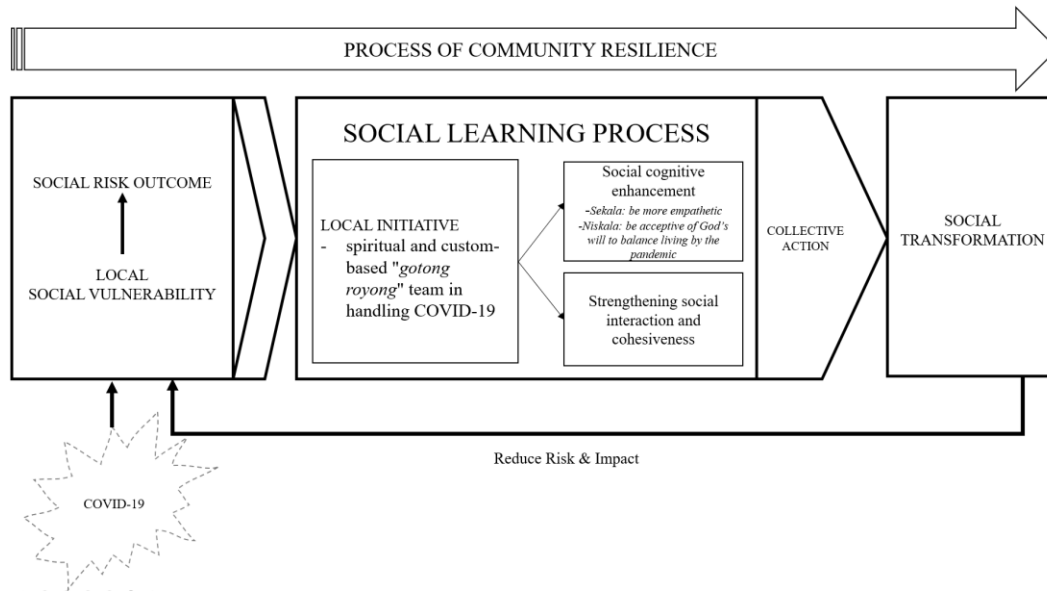 PROCESS OF COMMUNITY RESILIENCE
SOCIAL RISK OUTCOME
LOCAL
SOCIAL VULNERABILITY
SOCIAL LEARNING PROCESS
LOCAL INITIATIVE
- spiritual and custom-
based "gotong
royong" team in
handling COVID-19
Social cognitive
enhancement
-Sekala: be more empathetic
-Niskala: be acceptive of God's
will to balance living by the
pandemic
Strengthening social
interaction and
cohesiveness
COLLECTIVE
ACTION
SOCIAL
TRANSFORMATION
Reduce Risk & Impact
COVID-19